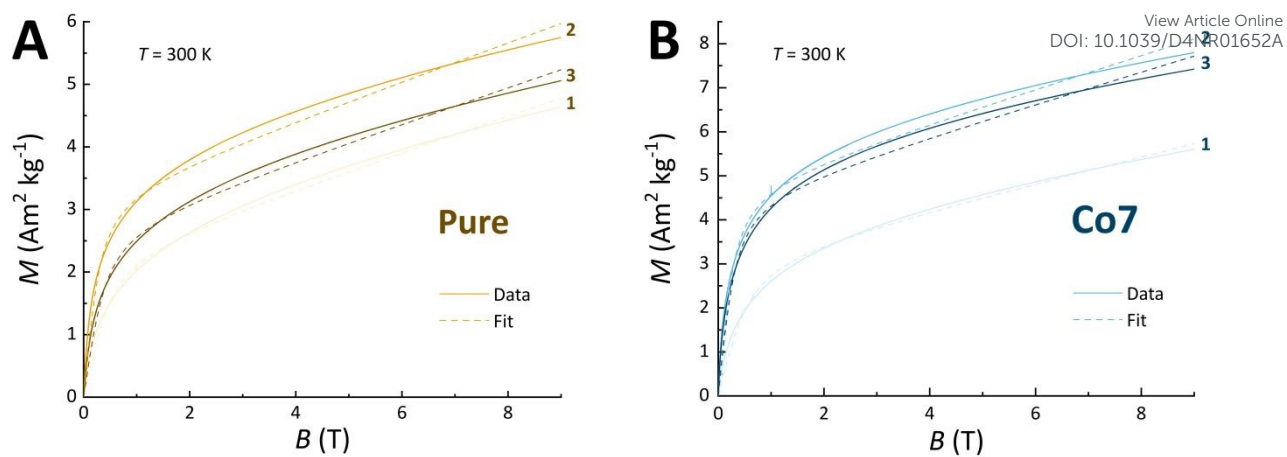 View Article Online
DOI: 10.1039/D4NR01652A
A
T = 300 K
M (Am² kg⁻¹)
6
5
4
3
2
1
0
2
3
1
Pure
Data
Fit
0 2 4 6 8
B (T)
B
T = 300 K
M (Am² kg⁻¹)
8
7
6
5
4
3
2
1
0
2
3
1
Co7
Data
Fit
0 2 4 6 8
B (T)